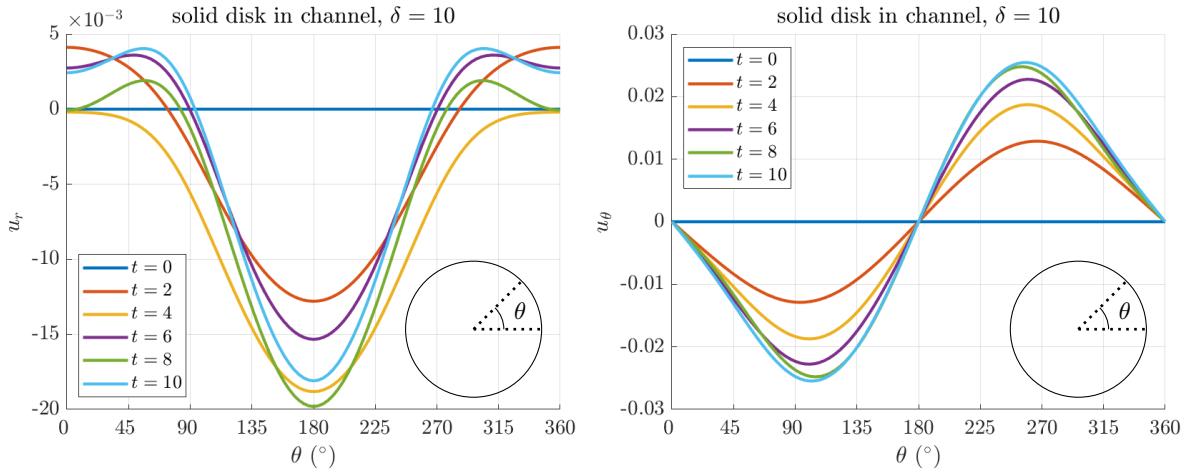 solid disk in channel, δ = 10
×10⁻³
5
0
-5
-10
-15
-20
u_r
0 45 90 135 180 225 270 315 360
θ (°)
t = 0
t = 2
t = 4
t = 6
t = 8
t = 10
θ
solid disk in channel, δ = 10
0.03
0.02
0.01
0
-0.01
-0.02
-0.03
u_θ
0 45 90 135 180 225 270 315 360
θ (°)
t = 0
t = 2
t = 4
t = 6
t = 8
t = 10
θ